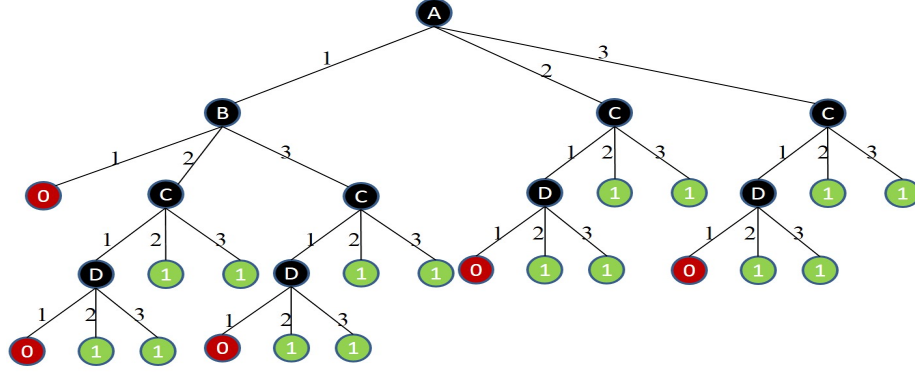 A
1 2 3
B C C
1 2 3 1 2 3 1 2 3
0 C C D 1 1 D 1 1
1 2 3 1 2 3 1 2 3 1 2 3
D 1 1 D 1 1 0 1 1 0 1 1
1 2 3 1 2 3
0 1 1 0 1 1